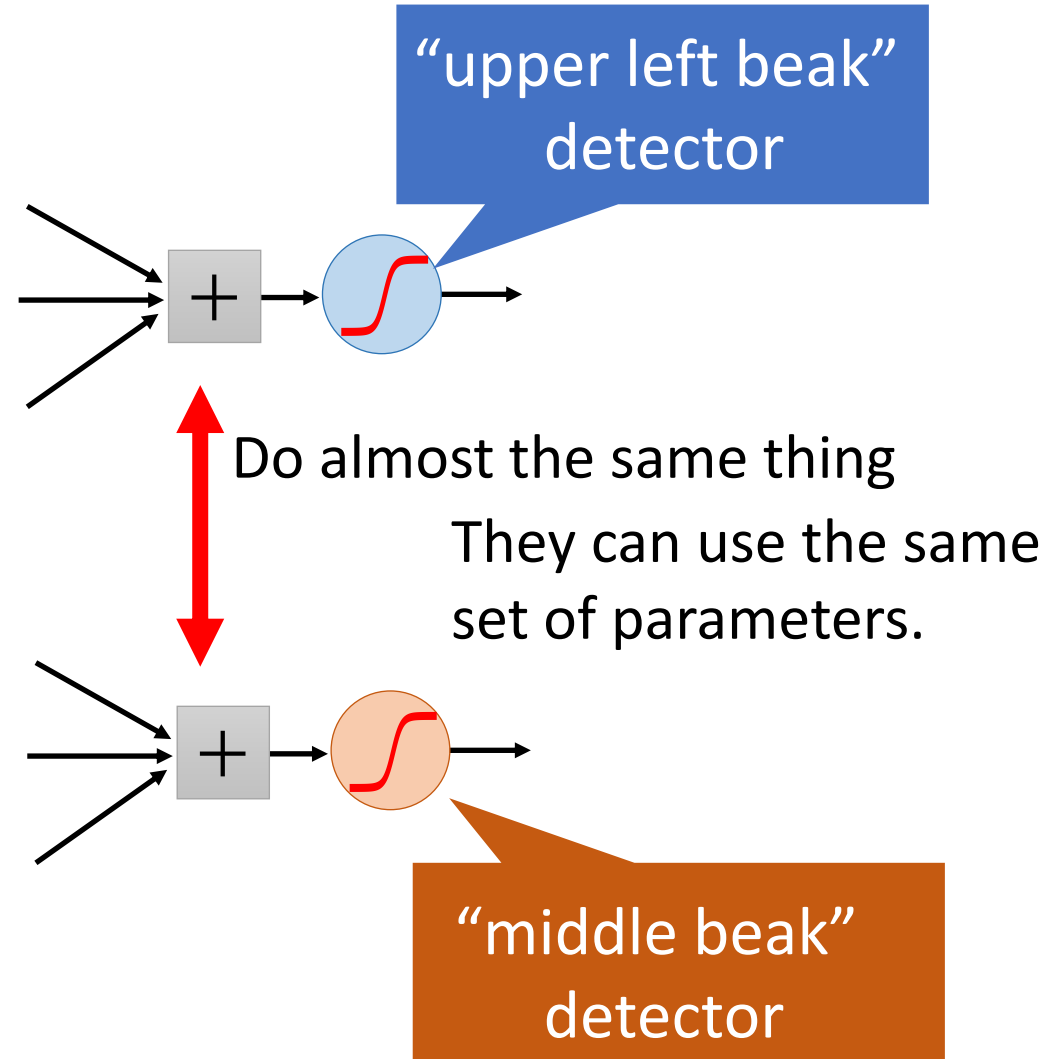 “upper left beak”
detector
+
Do almost the same thing
They can use the same
set of parameters.
+
“middle beak”
detector